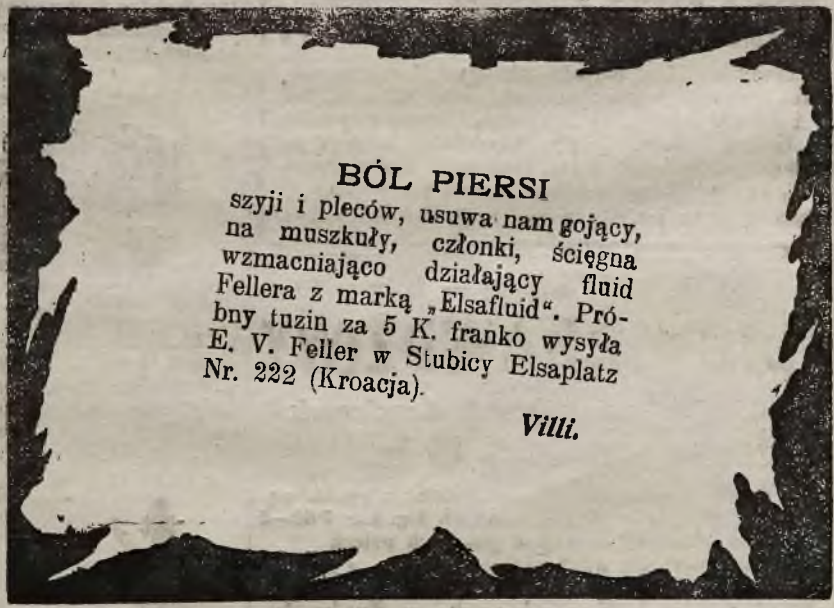 BÓL PIERSI
szyji i pleców, usuwa nam gojący,
na muszkuły, członki, ścięgna
wzmacniająco działający fluid
Fellera z marką „Elsafluid“. Pró-
bny tuzin za 5 K. franko wysyła
E. V. Feller w Stubicy Elsaplatz
Nr. 222 (Kroacja).
Villi.